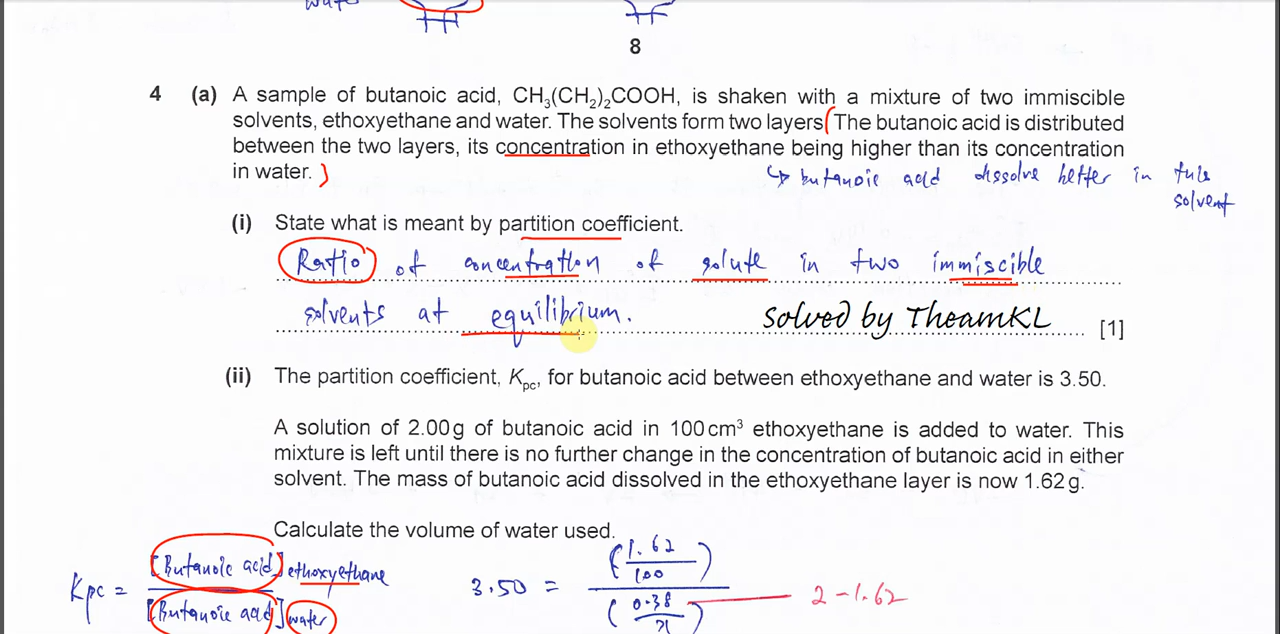 water
8
4 (a) A sample of butanoic acid, CH₃(CH₂)₂COOH, is shaken with a mixture of two immiscible
solvents, ethoxyethane and water. The solvents form two layers. The butanoic acid is distributed
between the two layers, its concentration in ethoxyethane being higher than its concentration
in water.
↳ butanoic acid dissolve better in this
solvent
(i) State what is meant by partition coefficient.
Ratio of concentration of solute in two immiscible
solvents at equilibrium. Solved by TheamKL [1]
(ii) The partition coefficient, Kpc, for butanoic acid between ethoxyethane and water is 3.50.
A solution of 2.00g of butanoic acid in 100cm³ ethoxyethane is added to water. This
mixture is left until there is no further change in the concentration of butanoic acid in either
solvent. The mass of butanoic acid dissolved in the ethoxyethane layer is now 1.62g.
Calculate the volume of water used.
Kpc = [Butanoic acid] ethoxyethane / [Butanoic acid] water
3.50 = (1.62/100) / (0.38/x) 2 - 1.62